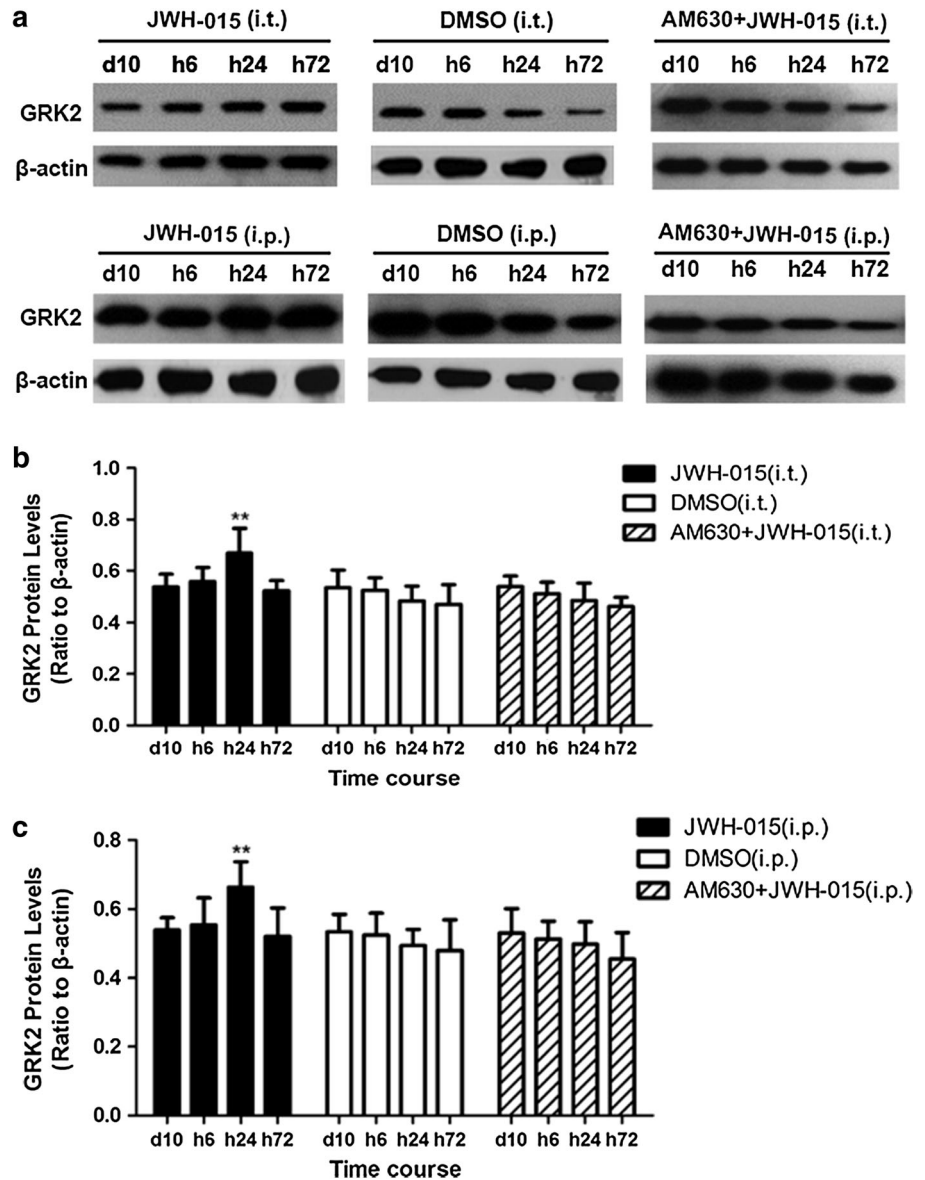 a
JWH-015 (i.t.) DMSO (i.t.) AM630+JWH-015 (i.t.)
d10 h6 h24 h72 d10 h6 h24 h72 d10 h6 h24 h72
GRK2
β-actin
JWH-015 (i.p.) DMSO (i.p.) AM630+JWH-015 (i.p.)
d10 h6 h24 h72 d10 h6 h24 h72 d10 h6 h24 h72
GRK2
β-actin
b
GRK2 Protein Levels
(Ratio to β-actin)
1.0
0.8
0.6
0.4
0.2
0.0
**
JWH-015(i.t.)
DMSO(i.t.)
AM630+JWH-015(i.t.)
d10 h6 h24 h72 d10 h6 h24 h72 d10 h6 h24 h72
Time course
c
GRK2 Protein Levels
(Ratio to β-actin)
0.8
0.6
0.4
0.2
0.0
**
JWH-015(i.p.)
DMSO(i.p.)
AM630+JWH-015(i.p.)
d10 h6 h24 h72 d10 h6 h24 h72 d10 h6 h24 h72
Time course